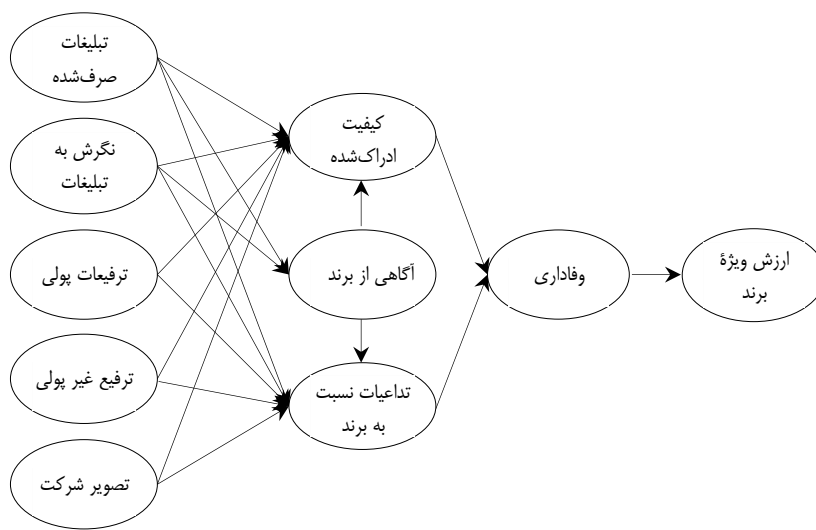 تبلیغات
صرف‌شده
نگرش به
تبلیغات
ترفیعات پولی
ترفیع غیر پولی
تصویر شرکت
کیفیت
ادراک‌شده
آگاهی از برند
تداعیات نسبت
به برند
وفاداری
ارزش ویژۀ
برند